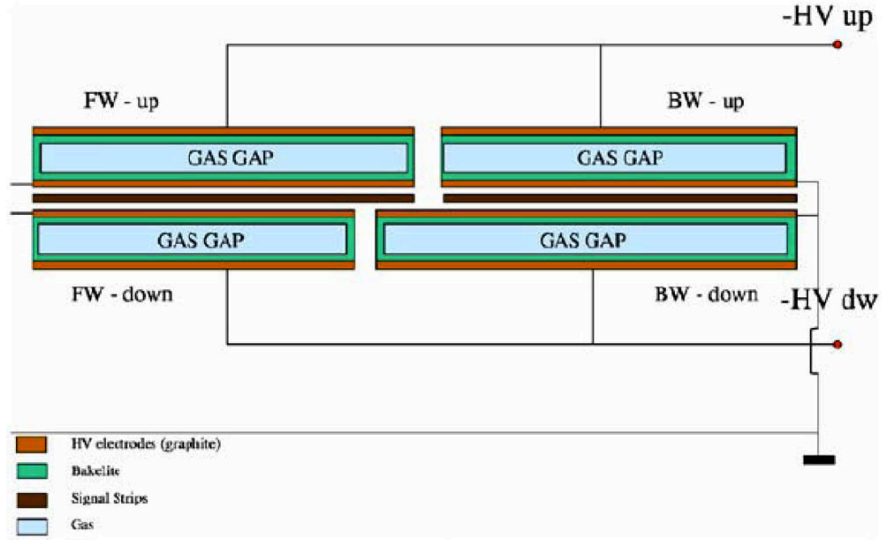 -HV up
FW - up
BW - up
GAS GAP
GAS GAP
GAS GAP
GAS GAP
FW - down
BW - down
-HV dw
HV electrodes (graphite)
Bakelite
Signal Strips
Gas